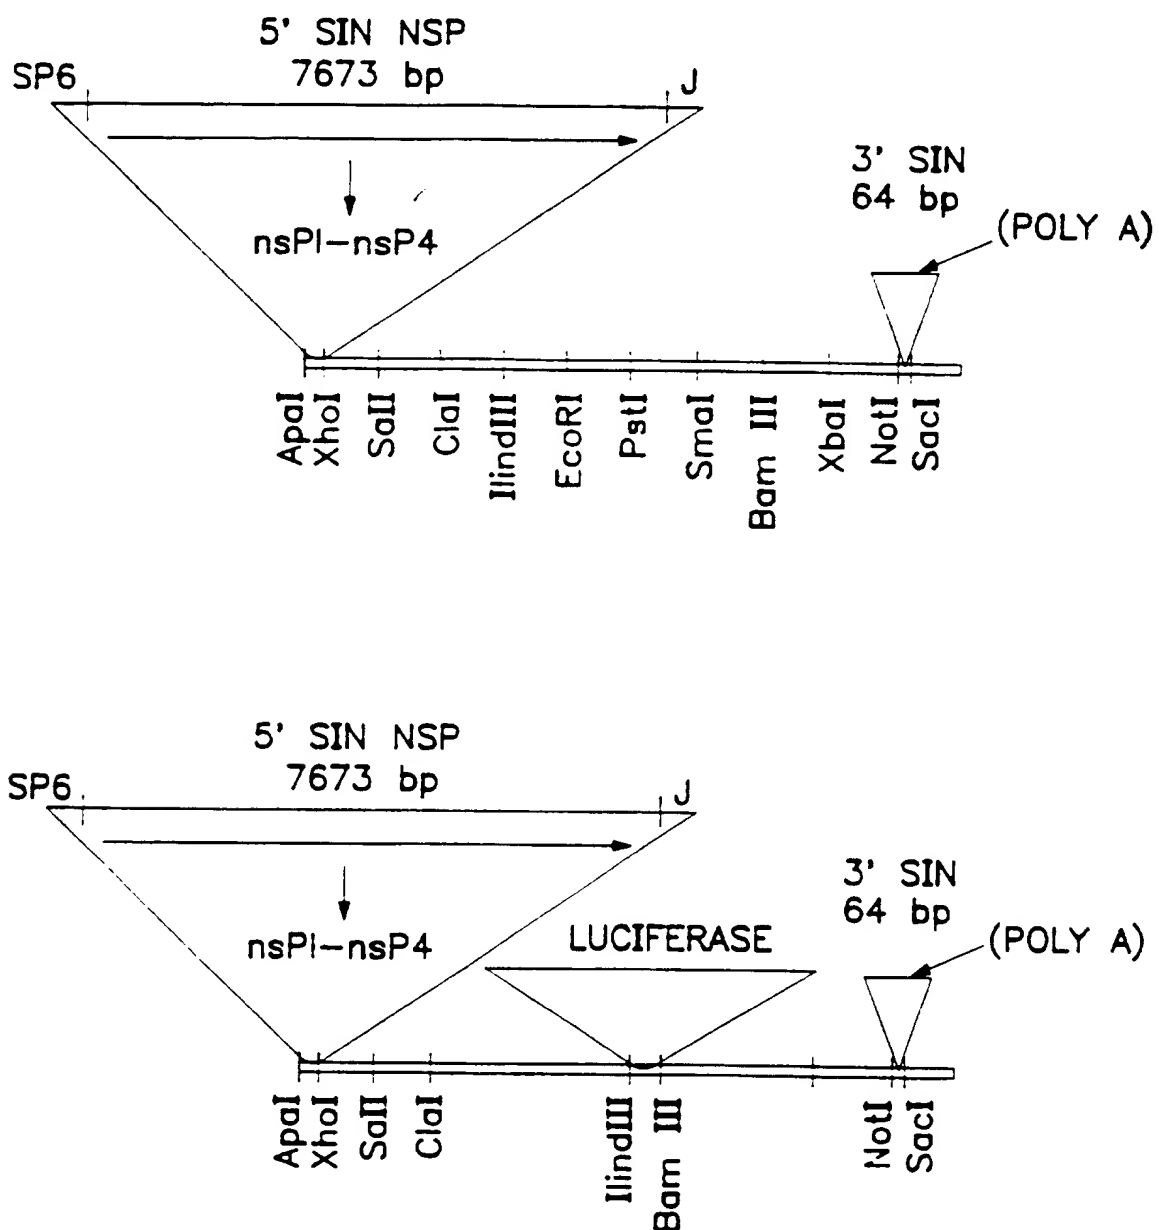 5' SIN NSP
7673 bp
SP6
J
3' SIN
64 bp
(POLY A)
nsPI-nsP4
ApaI
XhoI
SalI
ClaI
IlindIII
EcoRI
PstI
SmaI
Bam III
XbaI
NotI
SacI
5' SIN NSP
7673 bp
SP6
J
3' SIN
64 bp
(POLY A)
nsPI-nsP4
LUCIFERASE
ApaI
XhoI
SalI
ClaI
IlindIII
Bam III
NotI
SacI